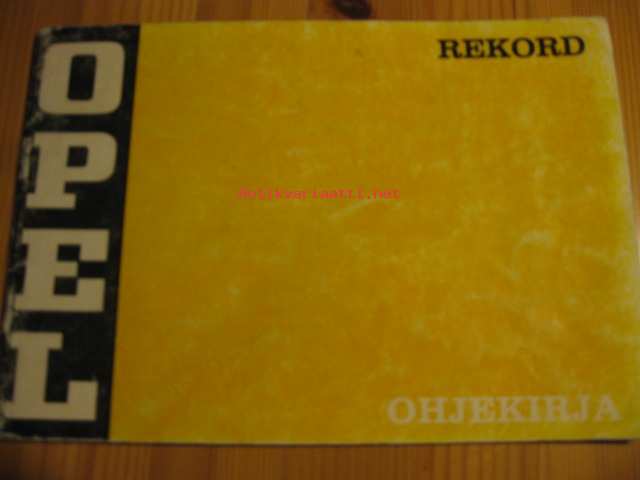 OPEL
REKORD
Antikvariaatti.net
OHJEKIRJA